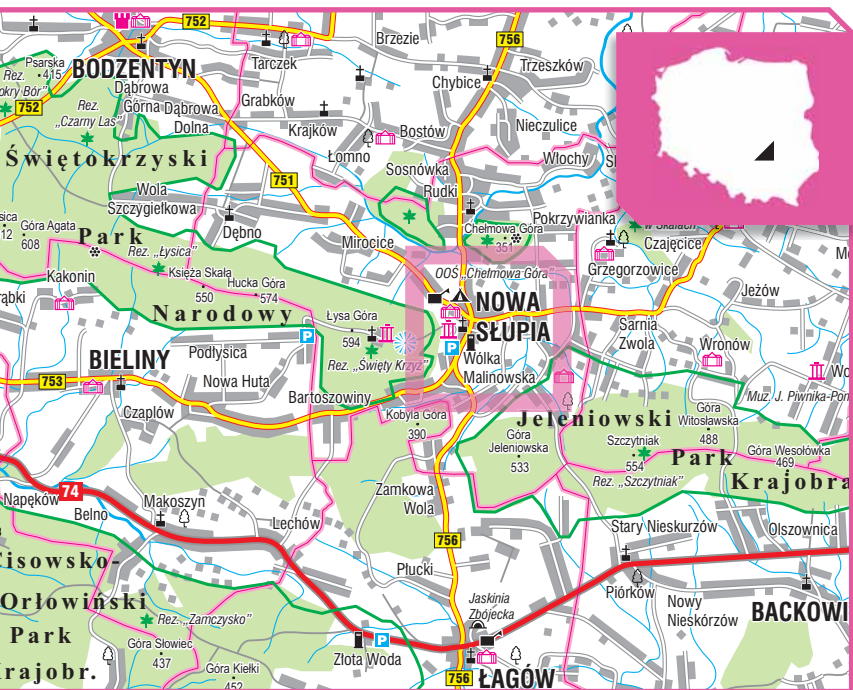 752
756
Brzezie
Psarska
415
Rez.
BODZENTYN
Tarczek
Trzeszków
Chybice
752
Dąbrowa
Górna
Dąbrowa
Dolna
Grabków
Rez.
„Czarny Las”
Krajków
Bostów
Nieczulice
Świętokrzyski
Łomno
Włochy
751
Sosnówka
Rudki
Wola
Szczygiełkowa
Pokrzywianka
Góra Agata
608
Park
Dębno
Chełmowa Góra
351
w Skałach
Czajęcice
Rez. „Łysica”
Mirocice
Grzegorzowice
Kakonin
Księża Skała
550
Hucka Góra
574
OOŚ „Chełmowa Góra”
Jeżów
Narodowy
NOWA
SŁUPIA
Łysa Góra
594
P
Sarnia
Zwola
Wronów
BIELINY
Podłysica
Rez. „Święty Krzyż”
P
Wólka
Malinowska
753
Nowa Huta
Bartoszowiny
Muz. J. Piwnika-Pon
Czaplów
Kobyla Góra
390
Jeleniowski
Góra
Witosławska
488
Góra
Jeleniowska
533
Szczytniak
554
Park
Góra Wesołówka
469
Rez. „Szczytniak”
Krajobra
74
Napęków
Zamkowa
Wola
Makoszyn
Belno
Lechów
Stary Nieskurzów
Olszownica
756
Cisowsko-
Płucki
Orłowiński
Jaskinia
Zbójecka
Piórków
Nowy
Nieskórzów
BACKOWI
Rez. „Zamczysko”
Park
Góra Słowiec
437
P
Krajobr.
Góra Kiełki
452
Złota Woda
756
ŁAGÓW